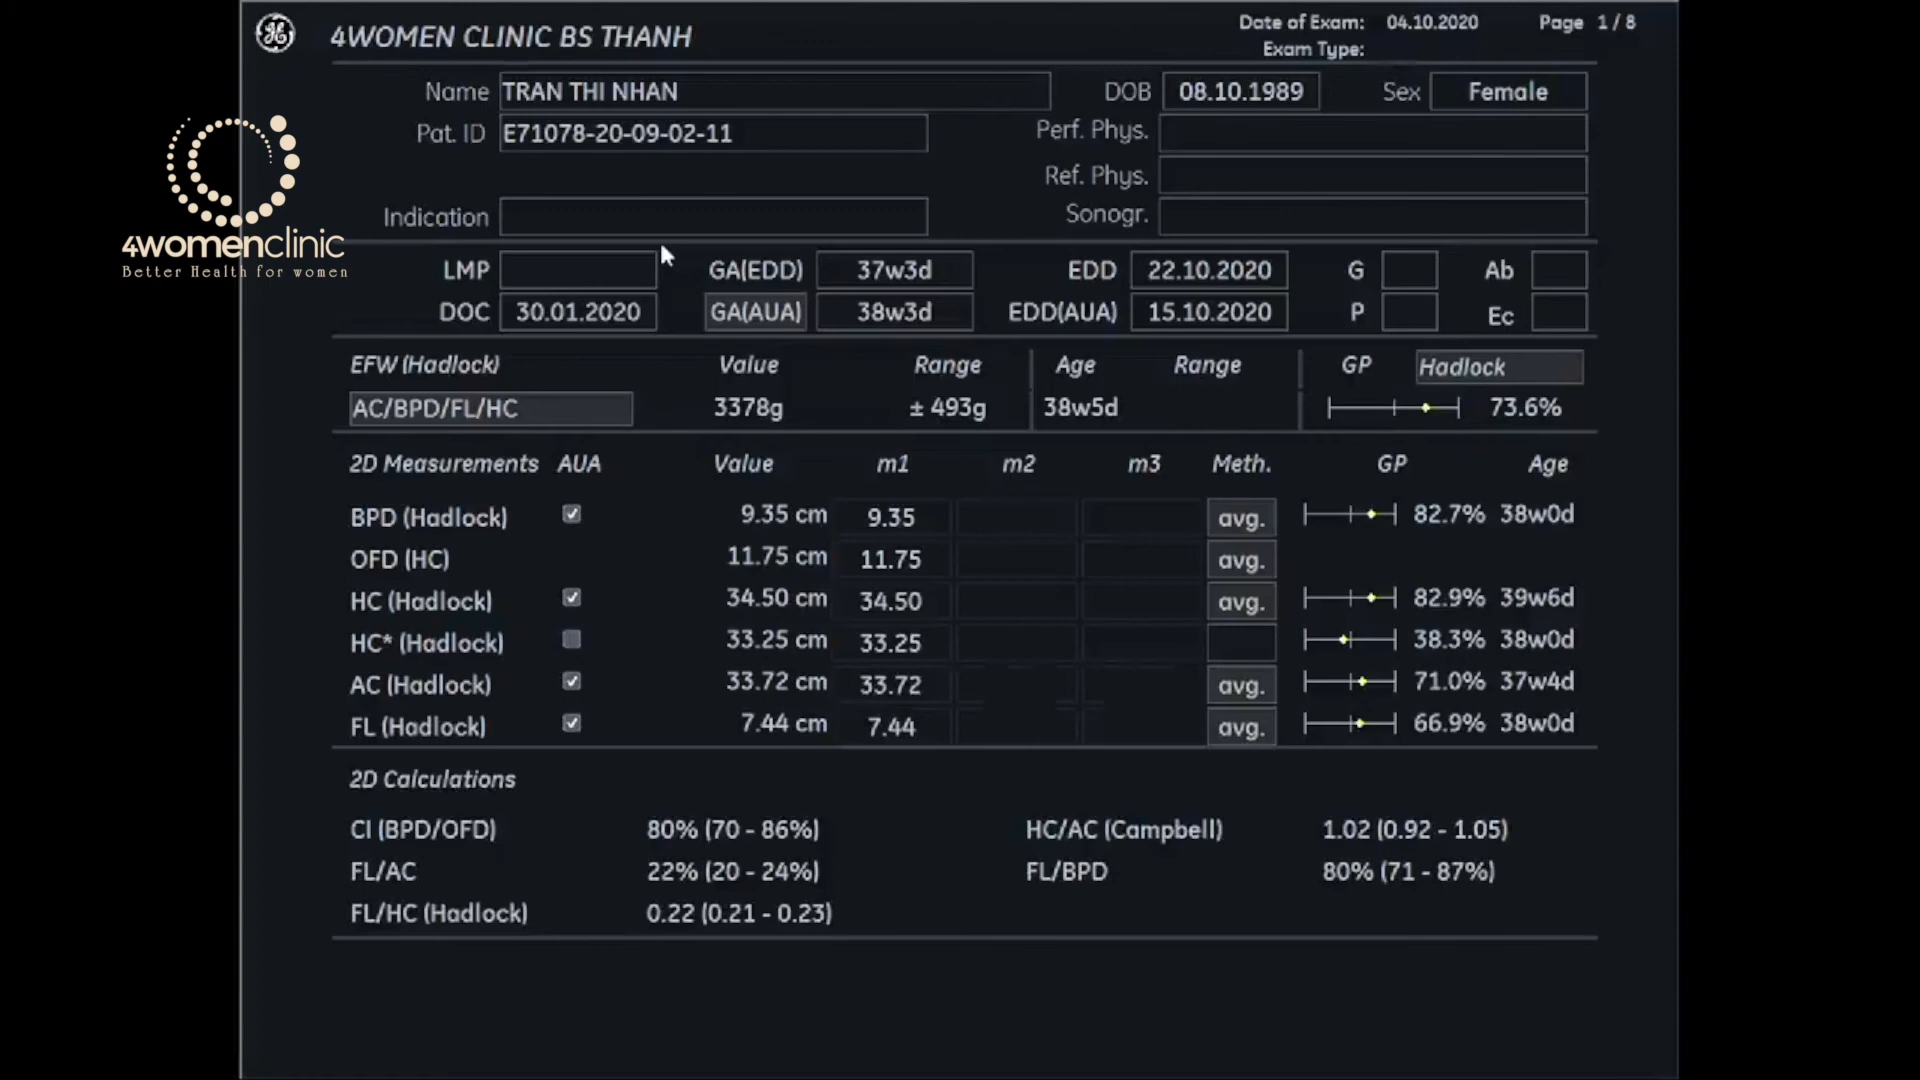 4WOMEN CLINIC BS THANH
Date of Exam: 04.10.2020 Page 1 / 8
Exam Type:
Name TRAN THI NHAN DOB 08.10.1989 Sex Female
Pat. ID E71078-20-09-02-11 Perf. Phys.
Ref. Phys.
Indication Sonogr.
4womenclinic
Better Health for women
LMP GA(EDD) 37w3d EDD 22.10.2020 G Ab
DOC 30.01.2020 GA(AUA) 38w3d EDD(AUA) 15.10.2020 P Ec
EFW (Hadlock) Value Range Age Range GP Hadlock
AC/BPD/FL/HC 3378g ± 493g 38w5d 73.6%
2D Measurements AUA Value m1 m2 m3 Meth. GP Age
BPD (Hadlock) 9.35 cm 9.35 avg. 82.7% 38w0d
OFD (HC) 11.75 cm 11.75 avg.
HC (Hadlock) 34.50 cm 34.50 avg. 82.9% 39w6d
HC* (Hadlock) 33.25 cm 33.25 38.3% 38w0d
AC (Hadlock) 33.72 cm 33.72 avg. 71.0% 37w4d
FL (Hadlock) 7.44 cm 7.44 avg. 66.9% 38w0d
2D Calculations
CI (BPD/OFD) 80% (70 - 86%) HC/AC (Campbell) 1.02 (0.92 - 1.05)
FL/AC 22% (20 - 24%) FL/BPD 80% (71 - 87%)
FL/HC (Hadlock) 0.22 (0.21 - 0.23)